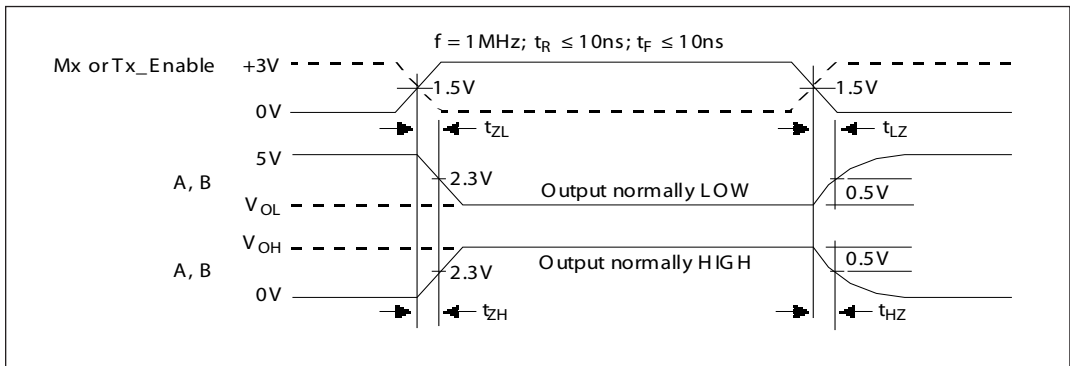 f = 1MHz; tR ≤ 10ns; tF ≤ 10ns
Mx or Tx_Enable
+3V
1.5V
1.5V
0V
tZL
tLZ
5V
A, B
2.3V
Output normally LOW
0.5V
VOL
VOH
A, B
2.3V
Output normally HIGH
0.5V
0V
tZH
tHZ